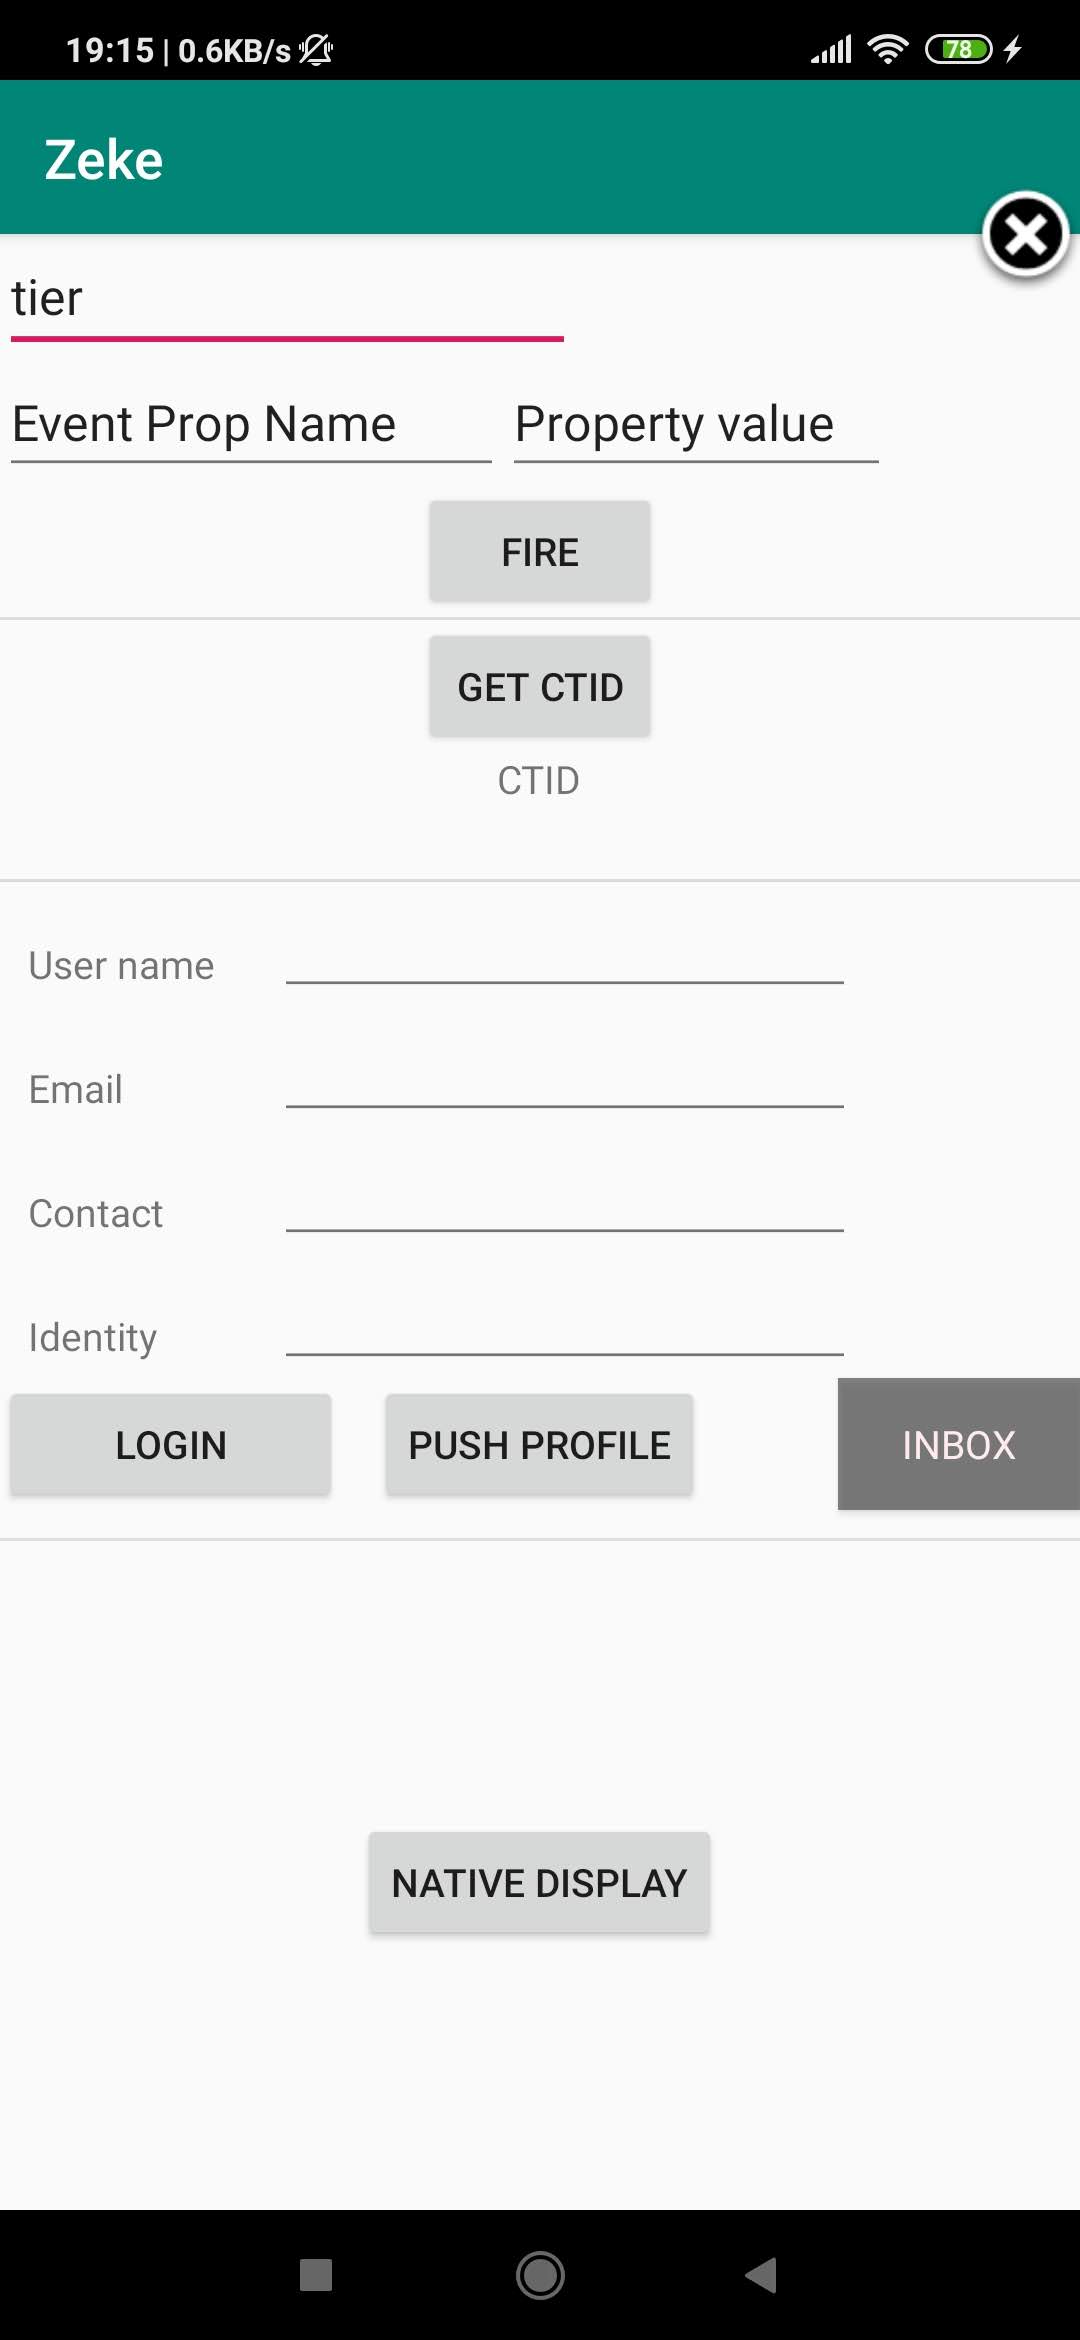 19:15 | 0.6KB/s 78
Zeke
tier
Event Prop Name Property value
FIRE
GET CTID
CTID
User name
Email
Contact
Identity
LOGIN PUSH PROFILE INBOX
NATIVE DISPLAY